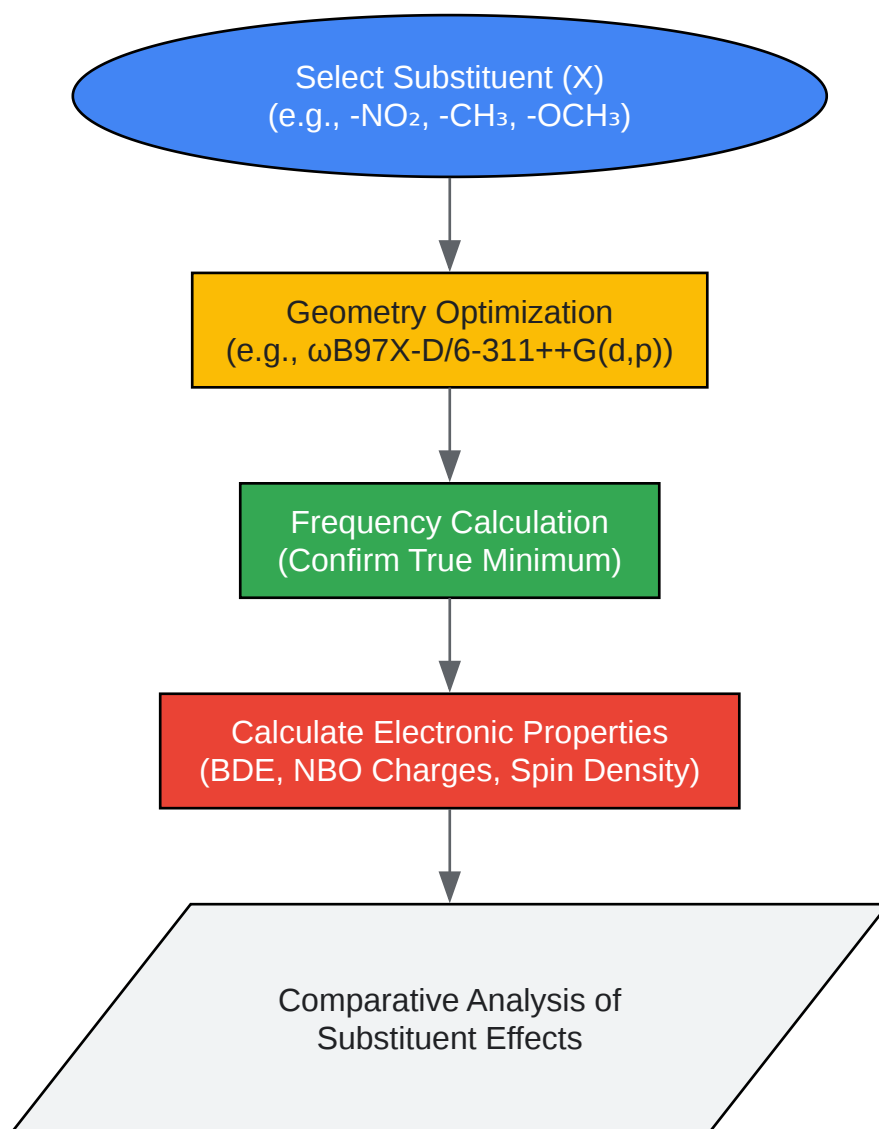 Select Substituent (X)
(e.g., -NO₂, -CH₃, -OCH₃)
Geometry Optimization
(e.g., ωB97X-D/6-311++G(d,p))
Frequency Calculation
(Confirm True Minimum)
Calculate Electronic Properties
(BDE, NBO Charges, Spin Density)
Comparative Analysis of
Substituent Effects